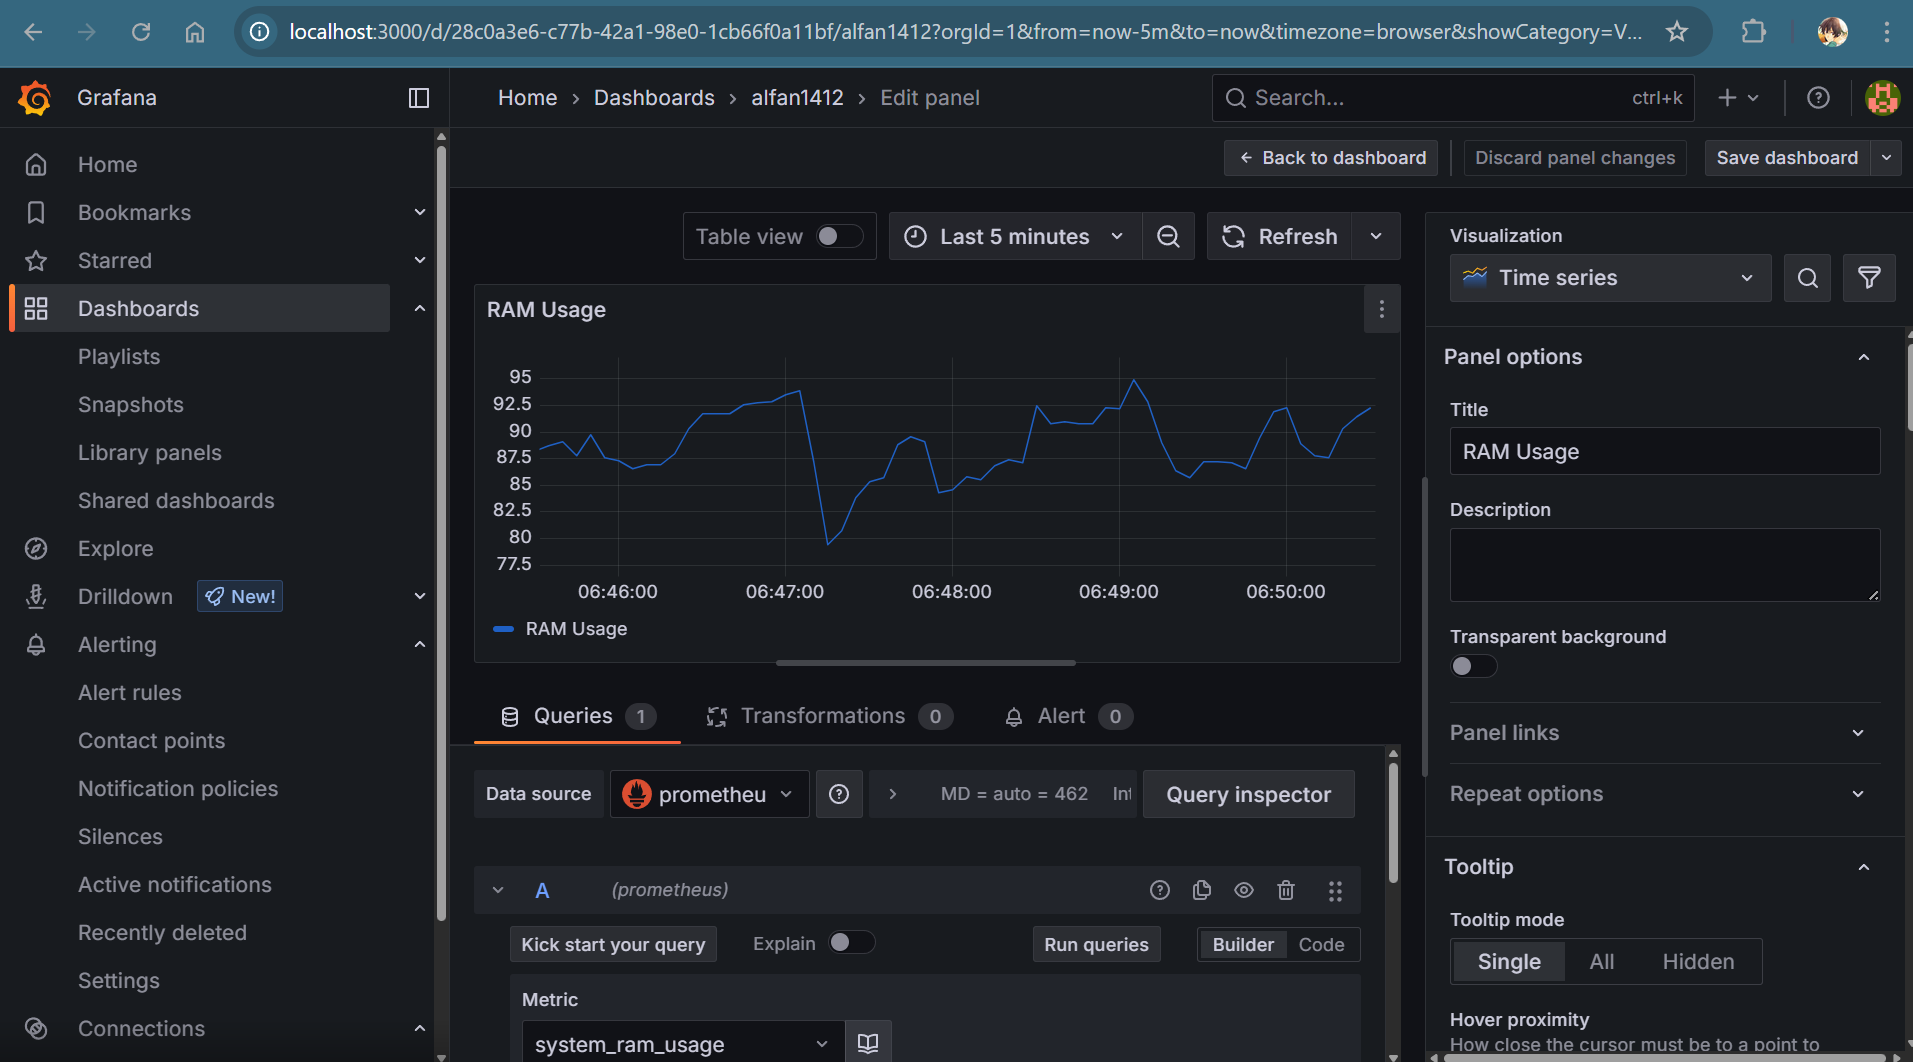 localhost:3000/d/28c0a3e6-c77b-42a1-98e0-1cb66f0a11bf/alfan1412?orgId=1&from=now-5m&to=now&timezone=browser&showCategory=V...
Grafana
Home › Dashboards › alfan1412 › Edit panel
Search...
ctrl+k
Home
Bookmarks
Starred
Dashboards
Playlists
Snapshots
Library panels
Shared dashboards
Explore
Drilldown New!
Alerting
Alert rules
Contact points
Notification policies
Silences
Active notifications
Recently deleted
Settings
Connections
Back to dashboard
Discard panel changes
Save dashboard
Table view
Last 5 minutes
Refresh
RAM Usage
95
92.5
90
87.5
85
82.5
80
77.5
06:46:00 06:47:00 06:48:00 06:49:00 06:50:00
RAM Usage
Queries 1
Transformations 0
Alert 0
Data source
prometheu
MD = auto = 462
Query inspector
A (prometheus)
Kick start your query
Explain
Run queries
Builder Code
Metric
system_ram_usage
Visualization
Time series
Panel options
Title
RAM Usage
Description
Transparent background
Panel links
Repeat options
Tooltip
Tooltip mode
Single All Hidden
Hover proximity
How close the cursor must be to a point to